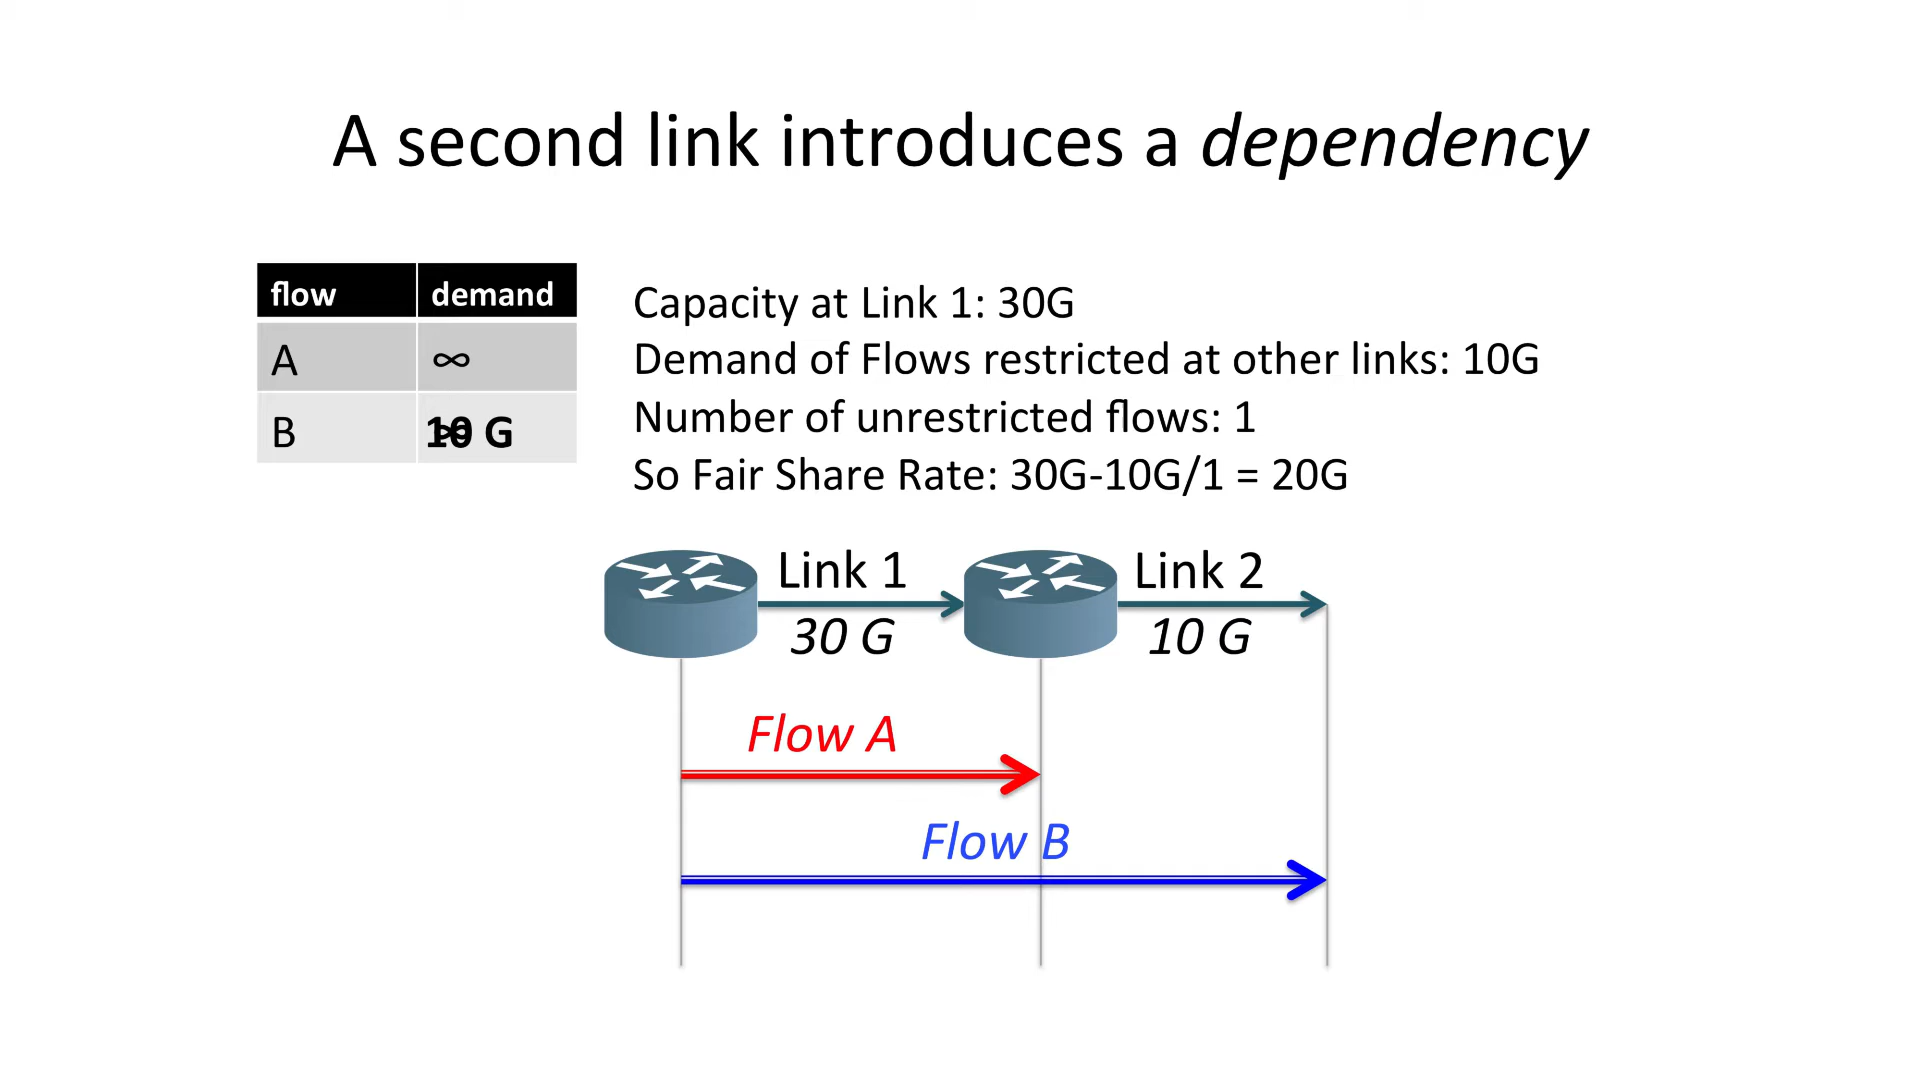 A second link introduces a dependency
flow demand
A ∞
B G
Capacity at Link 1: 30G
Demand of Flows restricted at other links: 10G
Number of unrestricted flows: 1
So Fair Share Rate: 30G-10G/1 = 20G
Link 1
30 G
Link 2
10 G
Flow A
Flow B